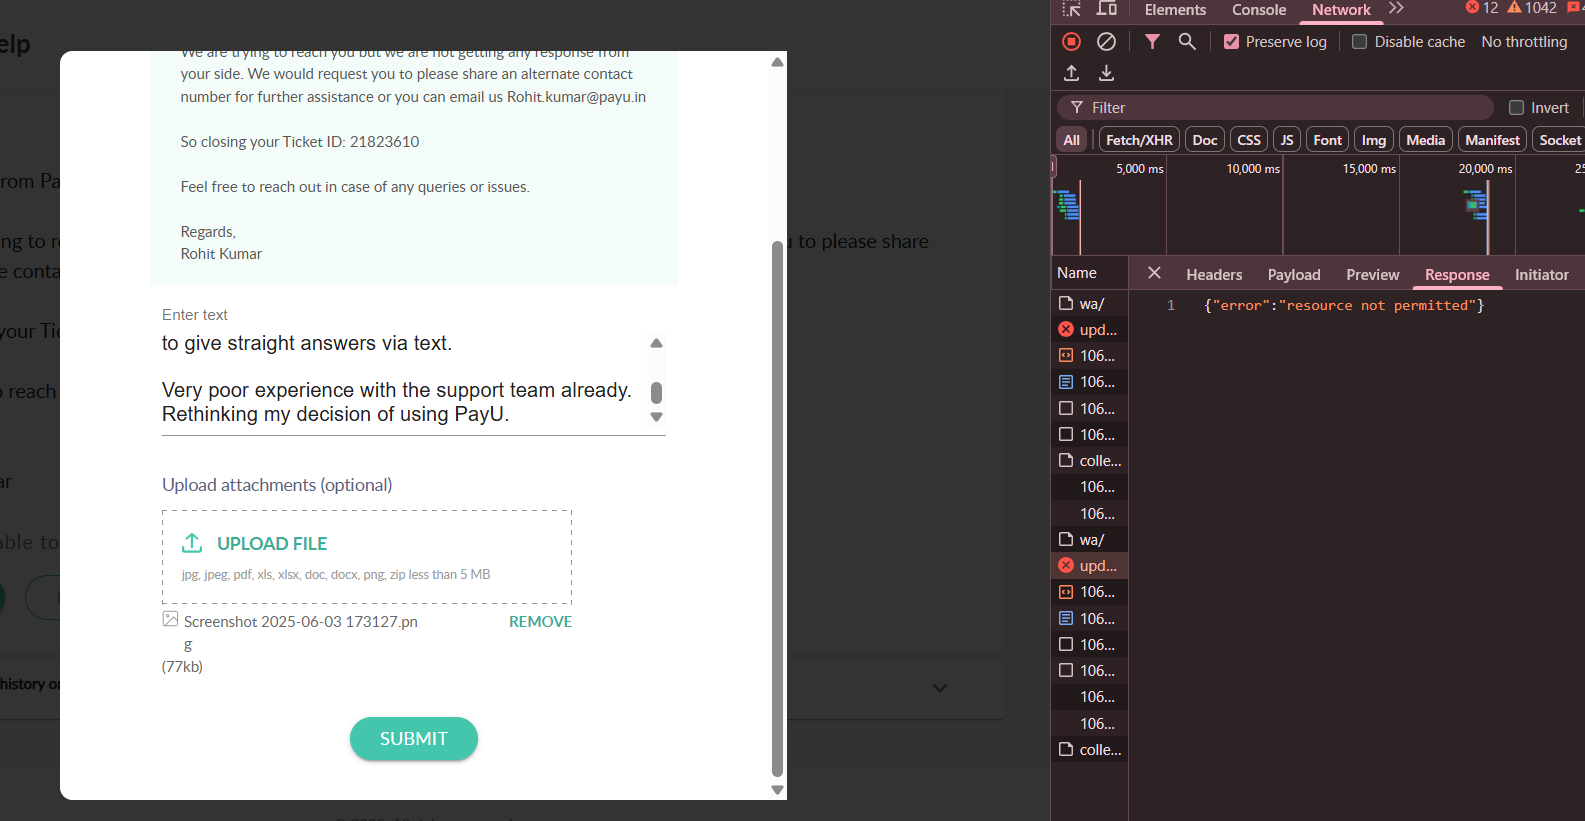 elp
We are trying to reach you but we are not getting any response from
your side. We would request you to please share an alternate contact
number for further assistance or you can email us Rohit.kumar@payu.in
So closing your Ticket ID: 21823610
Feel free to reach out in case of any queries or issues.
Regards,
Rohit Kumar
rom Pa
ng to r
u to please share
e conta
your Tic
o reach
ar
able to
history o
Enter text
to give straight answers via text.
Very poor experience with the support team already.
Rethinking my decision of using PayU.
Upload attachments (optional)
UPLOAD FILE
jpg, jpeg, pdf, xls, xlsx, doc, docx, png, zip less than 5 MB
Screenshot 2025-06-03 173127.pn
g
REMOVE
(77kb)
SUBMIT
Elements Console Network 12 1042
Preserve log Disable cache No throttling
Filter Invert
All Fetch/XHR Doc CSS JS Font Img Media Manifest Socket
5,000 ms 10,000 ms 15,000 ms 20,000 ms 25
Name Headers Payload Preview Response Initiator
1 {"error":"resource not permitted"}
wa/
upd...
106...
106...
106...
106...
colle...
106...
106...
wa/
upd...
106...
106...
106...
106...
106...
106...
colle...